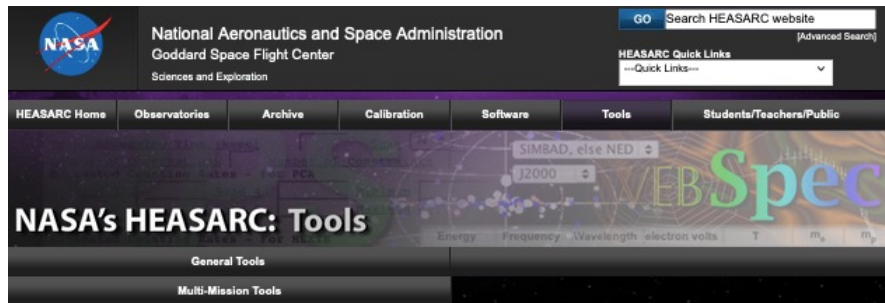 NASA
National Aeronautics and Space Administration
Goddard Space Flight Center
Sciences and Exploration
GO Search HEASARC website
[Advanced Search]
HEASARC Quick Links
---Quick Links---
HEASARC Home Observatories Archive Calibration Software Tools Students/Teachers/Public
SIMBAD, else NED
J2000
WEBSpec
NASA's HEASARC: Tools
Energy Frequency Wavelength electron volts T me mp
General Tools
Multi-Mission Tools